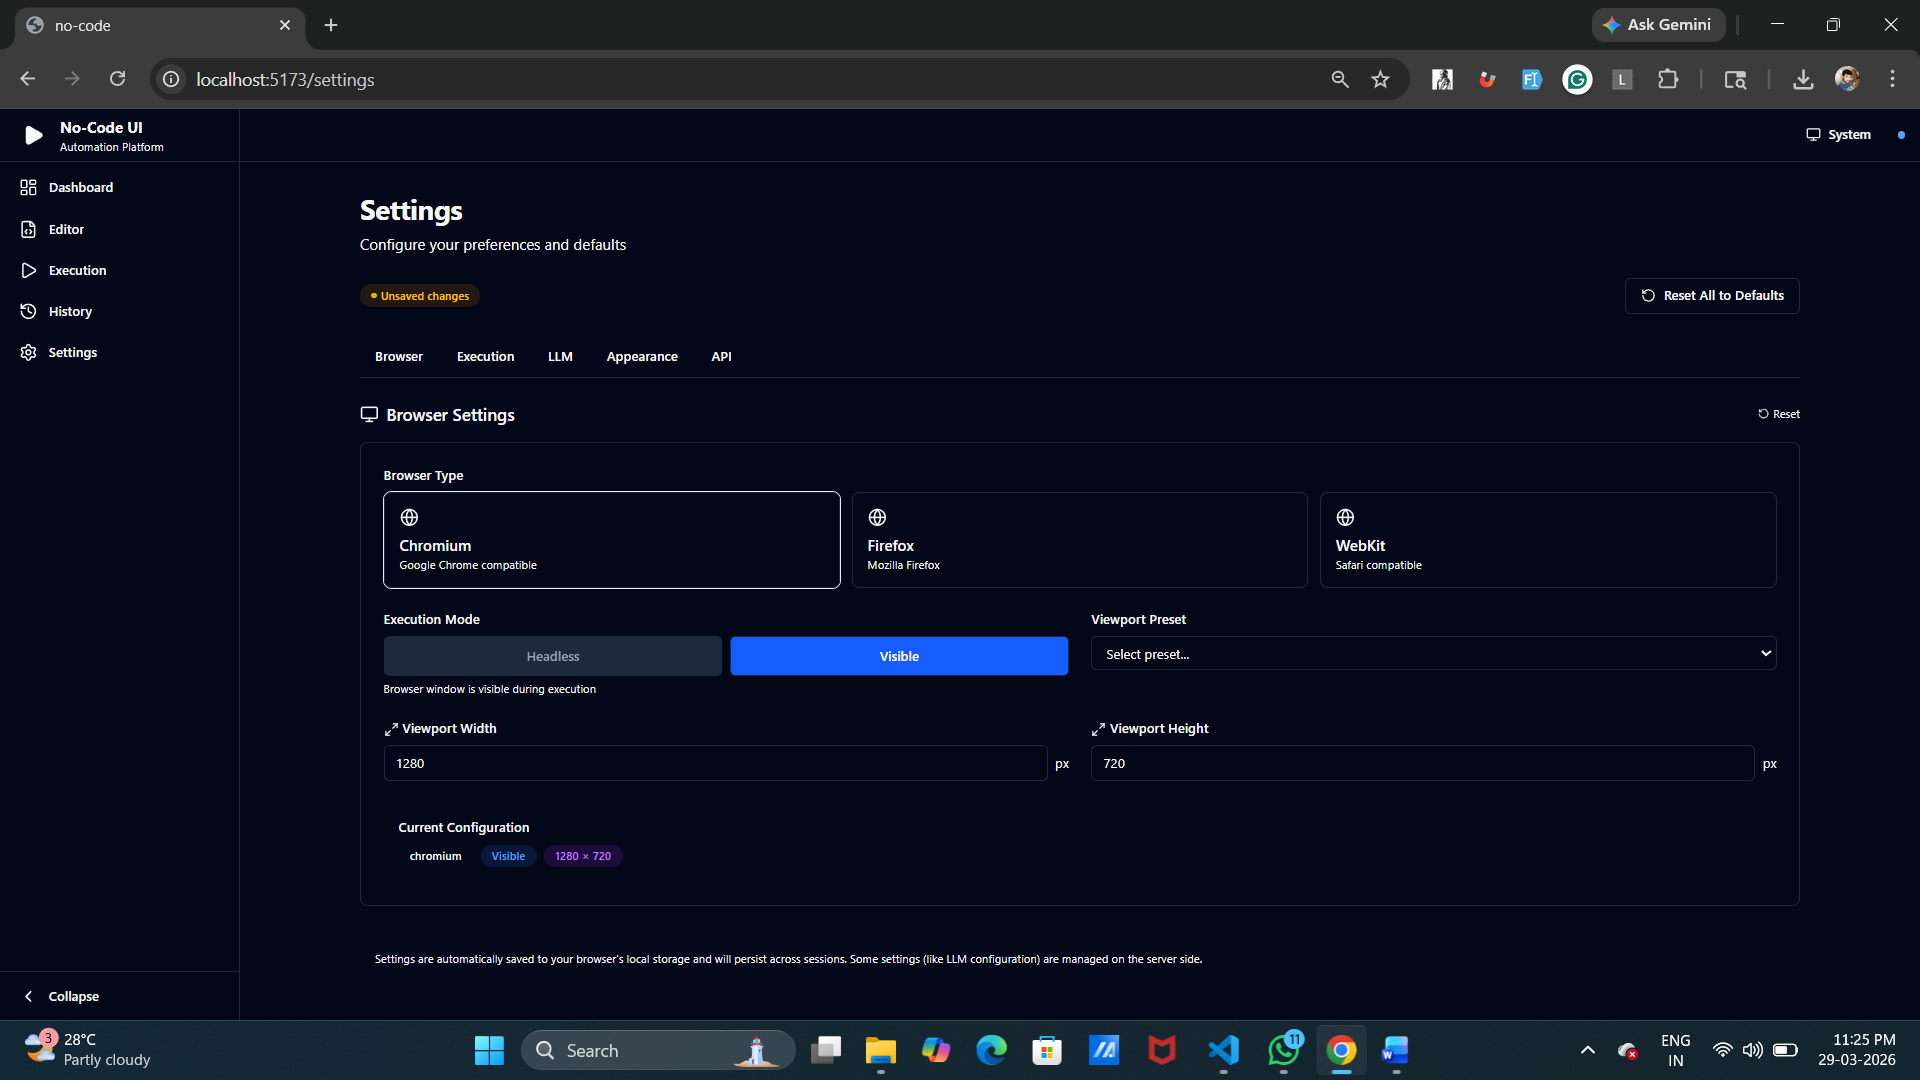 no-code
Ask Gemini
localhost:5173/settings
L
No-Code UI
Automation Platform
System
Dashboard
Editor
Execution
History
Settings
Settings
Configure your preferences and defaults
Unsaved changes
Reset All to Defaults
Browser Execution LLM Appearance API
Browser Settings
Reset
Browser Type
Chromium
Google Chrome compatible
Firefox
Mozilla Firefox
WebKit
Safari compatible
Execution Mode
Headless Visible
Browser window is visible during execution
Viewport Preset
Select preset...
Viewport Width
1280 px
Viewport Height
720 px
Current Configuration
chromium Visible 1280 × 720
Settings are automatically saved to your browser's local storage and will persist across sessions. Some settings (like LLM configuration) are managed on the server side.
Collapse
3
28°C
Partly cloudy
Search
11
ENG
IN
11:25 PM
29-03-2026